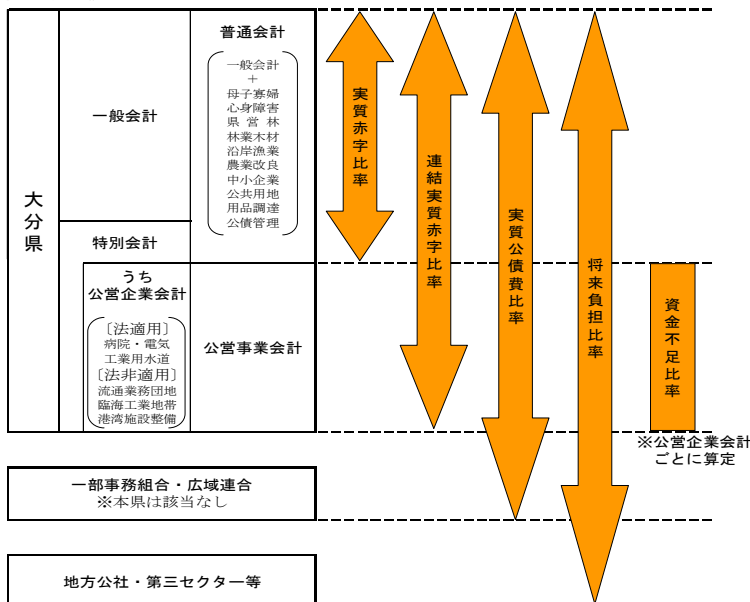 大分県
一般会計
特別会計
うち
公営企業会計
〔法適用〕
病院・電気
工業用水道
〔法非適用〕
流通業務団地
臨海工業地帯
港湾施設整備
普通会計
一般会計
+
母子寡婦
心身障害
県営林
林業木材
沿岸漁業
農業改良
中小企業
公共用地
用品調達
公債管理
公営事業会計
実質赤字比率
連結実質赤字比率
実質公債費比率
将来負担比率
資金不足比率
※公営企業会計
ごとに算定
一部事務組合・広域連合
※本県は該当なし
地方公社・第三セクター等